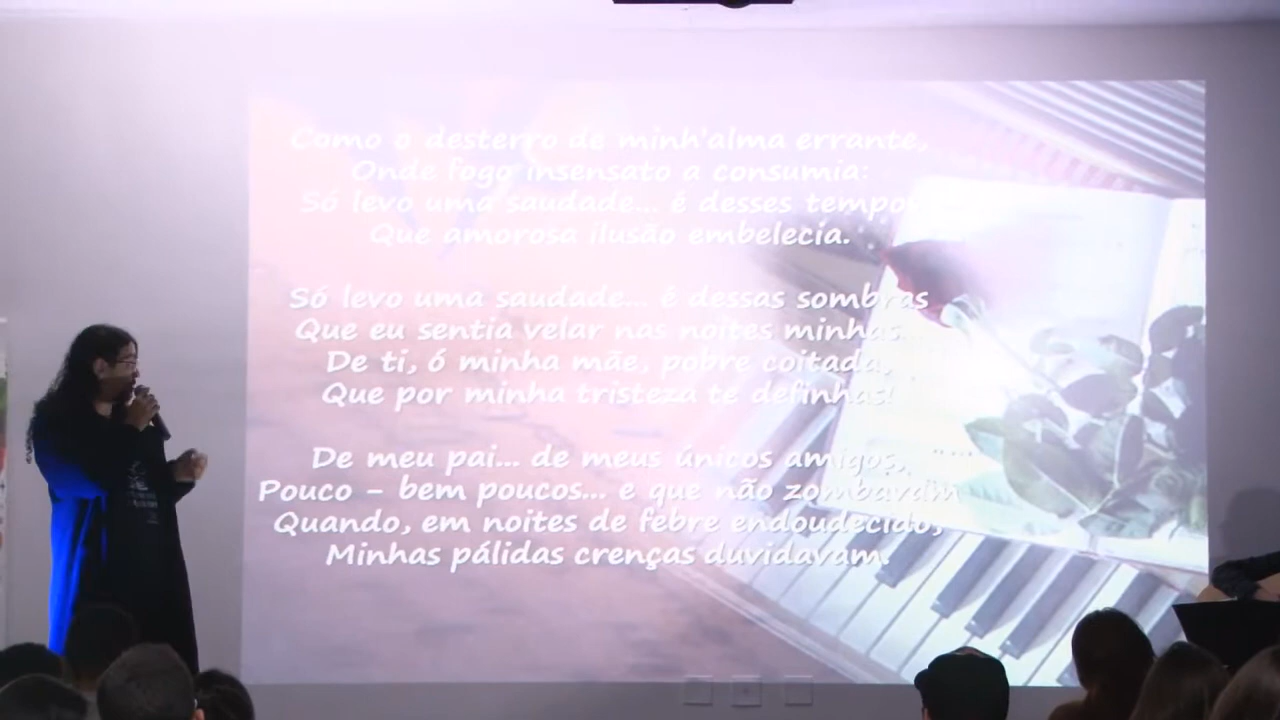 Como o desterro de minh'alma errante,
Onde fogo insensato a consumia:
Só levo uma saudade... é desses tempos
Que amorosa ilusão embelecia.
Só levo uma saudade... é dessas sombras
Que eu sentia velar nas noites minhas...
De ti, ó minha mãe, pobre coitada,
Que por minha tristeza te definhas!
De meu pai... de meus únicos amigos,
Pouco - bem poucos... e que não zombavam
Quando, em noites de febre endoudecido,
Minhas pálidas crenças duvidavam.